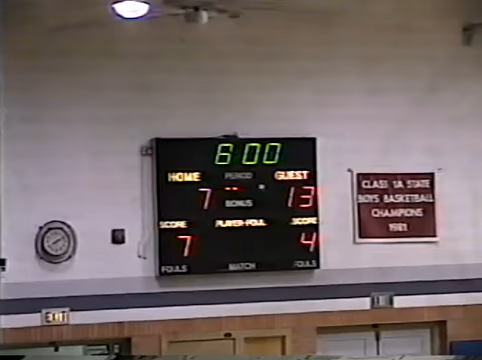 6:00
HOME PERIOD GUEST
7 BONUS 13
SCORE PLAYER-FOUL SCORE
7 4
FOULS MATCH FOULS
CLASS 1A STATE
BOYS BASKETBALL
CHAMPIONS
1981
EXIT